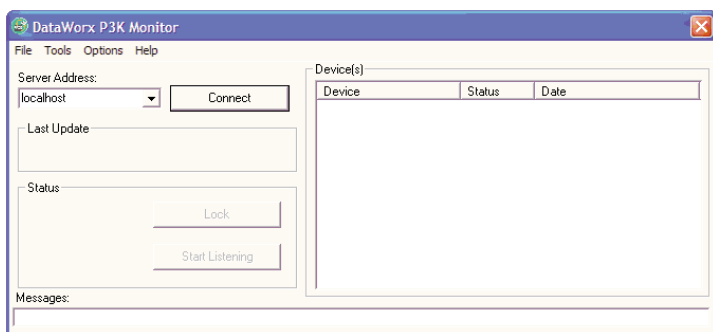 DataWorx P3K Monitor
File Tools Options Help
Server Address:
localhost
Connect
Last Update
Status
Lock
Start Listening
Device(s)
Device Status Date
Messages: